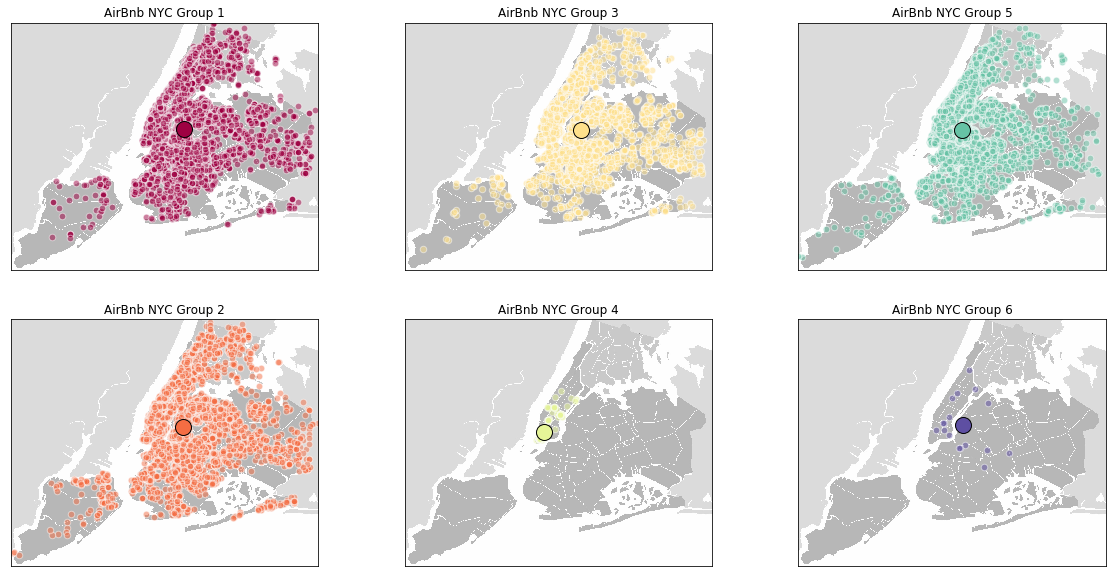 AirBnb NYC Group 1
AirBnb NYC Group 3
AirBnb NYC Group 5
AirBnb NYC Group 2
AirBnb NYC Group 4
AirBnb NYC Group 6